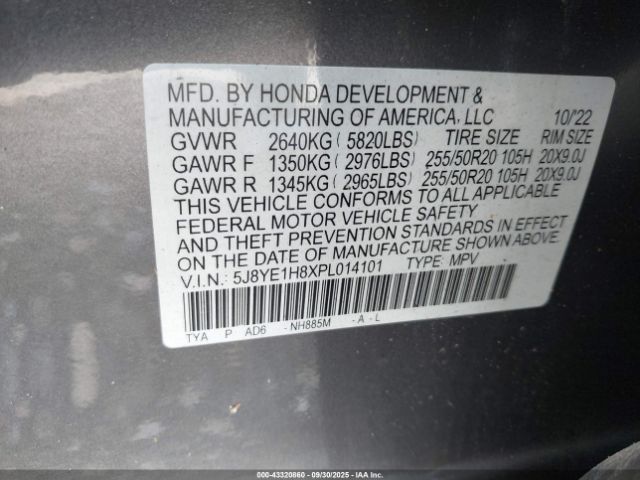 MFD. BY HONDA DEVELOPMENT &
MANUFACTURING OF AMERICA, LLC 10/'22
GVWR 2640KG ( 5820LBS) TIRE SIZE RIM SIZE
GAWR F 1350KG ( 2976LBS) 255/50R20 105H 20X9.0J
GAWR R 1345KG ( 2965LBS) 255/50R20 105H 20X9.0J
THIS VEHICLE CONFORMS TO ALL APPLICABLE
FEDERAL MOTOR VEHICLE SAFETY
AND THEFT PREVENTION STANDARDS IN EFFECT
ON THE DATE OF MANUFACTURE SHOWN ABOVE.
V.I.N.: 5J8YE1H8XPL014101 TYPE: MPV
TYA P AD6 -NH885M -A -L
000-43320860 - 09/30/2025 - IAAI.COM